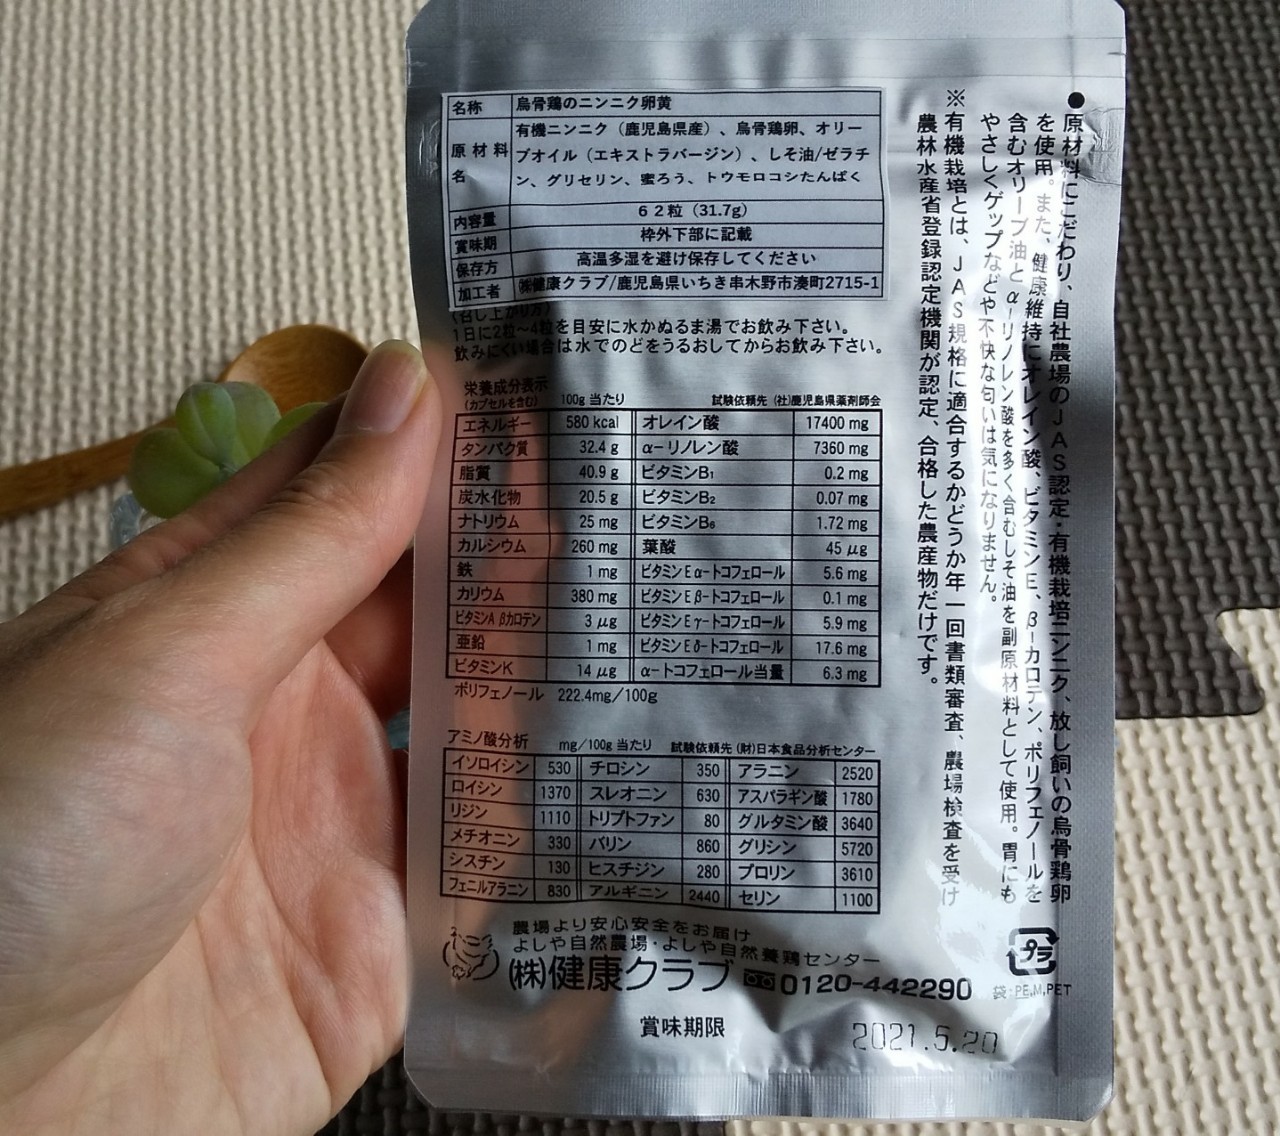 名称 烏骨鶏のニンニク卵黄
原材料名 有機ニンニク（鹿児島県産）、烏骨鶏卵、オリー
ブオイル（エキストラバージン）、しそ油/ゼラチ
ン、グリセリン、蜜ろう、トウモロコシたんぱく
内容量 62粒（31.7g）
賞味期 枠外下部に記載
保存方 高温多湿を避け保存してください
加工者 ㈱健康クラブ/鹿児島県いちき串木野市湊町2715-1
(召し上がり方)
1日に2粒〜4粒を目安に水かぬるま湯でお飲み下さい。
飲みにくい場合は水でのどをうるおしてからお飲み下さい。
栄養成分表示
(カプセルを含む) 100g 当たり 試験依頼先 (社)鹿児島県薬剤師会
エネルギー 580 kcal オレイン酸 17400 mg
タンパク質 32.4 g α−リノレン酸 7360 mg
脂質 40.9 g ビタミンB₁ 0.2 mg
炭水化物 20.5 g ビタミンB₂ 0.07 mg
ナトリウム 25 mg ビタミンB₆ 1.72 mg
カルシウム 260 mg 葉酸 45 μg
鉄 1 mg ビタミンE α−トコフェロール 5.6 mg
カリウム 380 mg ビタミンE β−トコフェロール 0.1 mg
ビタミンA βカロテン 3 μg ビタミンE γ−トコフェロール 5.9 mg
亜鉛 1 mg ビタミンE δ−トコフェロール 17.6 mg
ビタミンK 14 μg α−トコフェロール当量 6.3 mg
ポリフェノール 222.4mg／100g
アミノ酸分析 mg／100g 当たり 試験依頼先 (財)日本食品分析センター
イソロイシン 530 チロシン 350 アラニン 2520
ロイシン 1370 スレオニン 630 アスパラギン酸 1780
リジン 1110 トリプトファン 80 グルタミン酸 3640
メチオニン 330 バリン 860 グリシン 5720
シスチン 130 ヒスチジン 280 プロリン 3610
フェニルアラニン 830 アルギニン 2440 セリン 1100
●原材料にこだわり、自社農場のJAS認定・有機栽培ニンニク、放し飼いの烏骨鶏卵
を使用。また、健康維持にオレイン酸、ビタミンE、β−カロテン、ポリフェノールを
含むオリーブ油とα−リノレン酸を多く含むしそ油を副原材料として使用。胃にも
やさしくゲップなどや不快な匂いは気になりません。
※有機栽培とは、JAS規格に適合するかどうか年一回書類審査、農場検査を受け
農林水産省登録認定機関が認定、合格した農産物だけです。
農場より安心安全をお届け
よしや自然農場・よしや自然養鶏センター
(株)健康クラブ 0120-442290
プラ
袋:PE,M,PET
賞味期限 2021.5.20